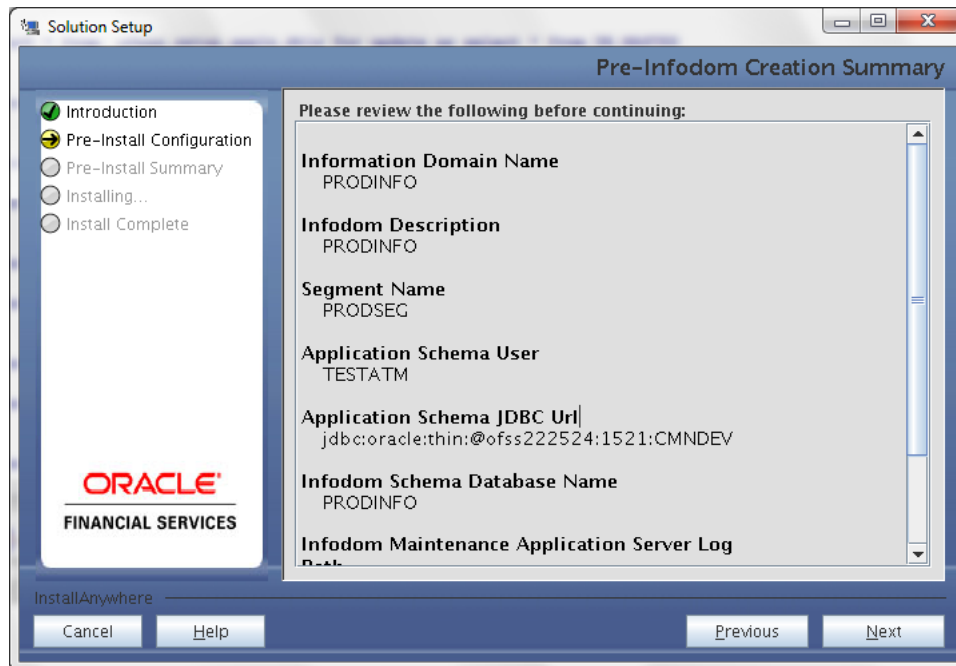 Solution Setup
Pre-Infodom Creation Summary
Introduction
Pre-Install Configuration
Pre-Install Summary
Installing...
Install Complete
ORACLE
FINANCIAL SERVICES
Please review the following before continuing:
Information Domain Name
PRODINFO
Infodom Description
PRODINFO
Segment Name
PRODSEG
Application Schema User
TESTATM
Application Schema JDBC Url
jdbc:oracle:thin:@ofss222524:1521:CMNDEV
Infodom Schema Database Name
PRODINFO
Infodom Maintenance Application Server Log
InstallAnywhere
Cancel
Help
Previous
Next